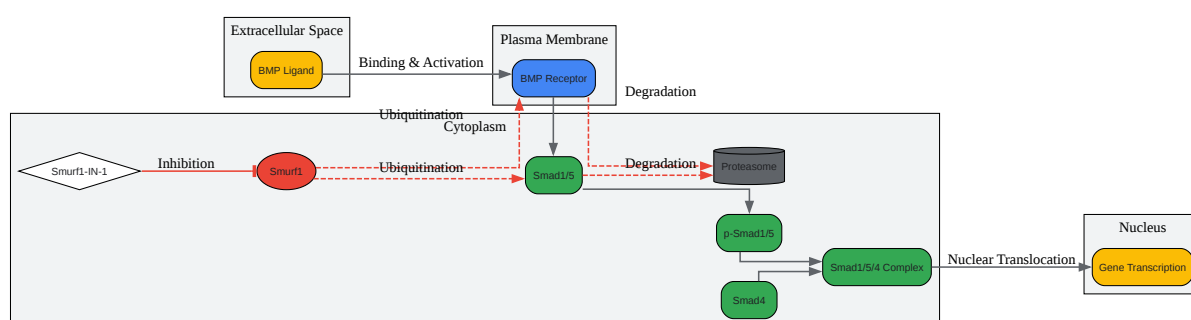 Extracellular Space
BMP Ligand
Binding & Activation
Plasma Membrane
BMP Receptor
Degradation
Ubiquitination
Cytoplasm
Smurf1-IN-1
Inhibition
Smurf1
Ubiquitination
Smad1/5
Degradation
Proteasome
p-Smad1/5
Smad1/5/4 Complex
Smad4
Nuclear Translocation
Nucleus
Gene Transcription